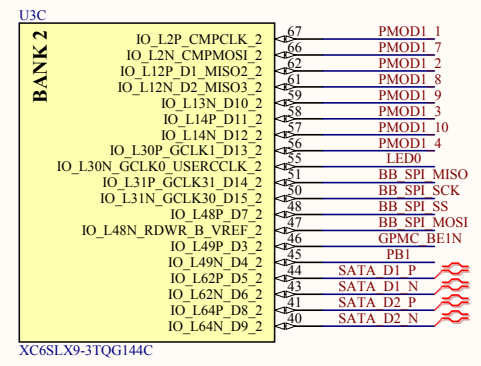 U3C
BANK 2
IO_L2P_CMPCLK_2 67 PMOD1_1
IO_L2N_CMPMOSI_2 66 PMOD1_7
IO_L12P_D1_MISO2_2 62 PMOD1_2
IO_L12N_D2_MISO3_2 61 PMOD1_8
IO_L13N_D10_2 59 PMOD1_9
IO_L14P_D11_2 58 PMOD1_3
IO_L14N_D12_2 57 PMOD1_10
IO_L30P_GCLK1_D13_2 56 PMOD1_4
IO_L30N_GCLK0_USERCCLK_2 55 LED0
IO_L31P_GCLK31_D14_2 51 BB_SPI_MISO
IO_L31N_GCLK30_D15_2 50 BB_SPI_SCK
IO_L48P_D7_2 48 BB_SPI_SS
IO_L48N_RDWR_B_VREF_2 47 BB_SPI_MOSI
IO_L49P_D3_2 46 GPMC_BE1N
IO_L49N_D4_2 45 PB1
IO_L62P_D5_2 44 SATA_D1_P
IO_L62N_D6_2 43 SATA_D1_N
IO_L64P_D8_2 41 SATA_D2_P
IO_L64N_D9_2 40 SATA_D2_N
XC6SLX9-3TQG144C